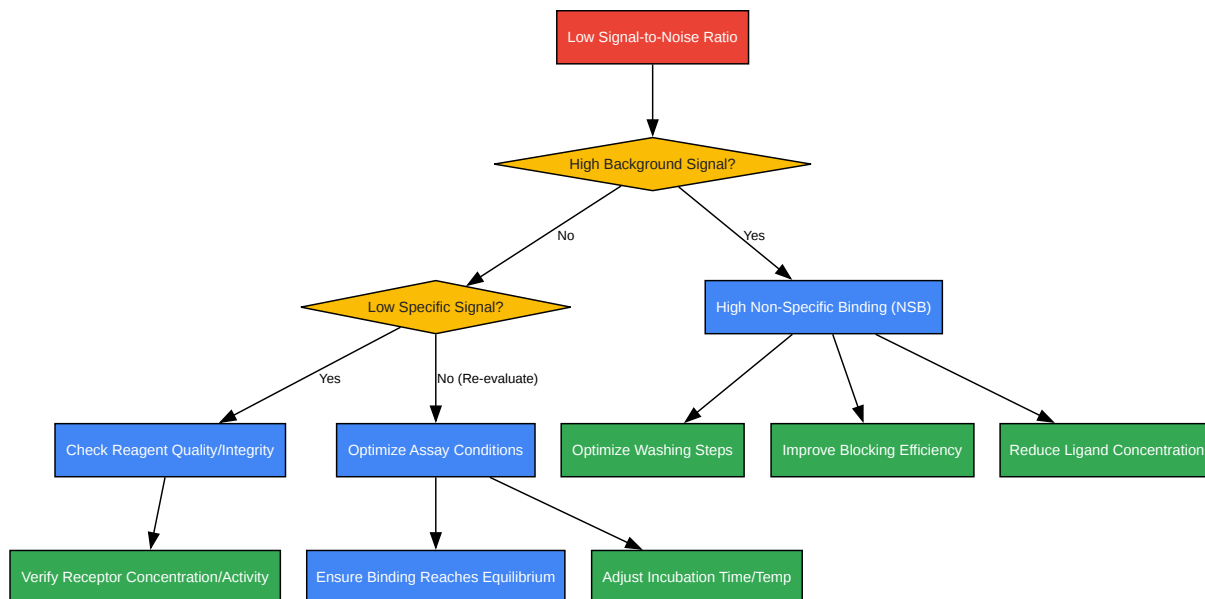 Low Signal-to-Noise Ratio
High Background Signal?
No
Yes
Low Specific Signal?
High Non-Specific Binding (NSB)
Yes
No (Re-evaluate)
Check Reagent Quality/Integrity
Optimize Assay Conditions
Optimize Washing Steps
Improve Blocking Efficiency
Reduce Ligand Concentration
Verify Receptor Concentration/Activity
Ensure Binding Reaches Equilibrium
Adjust Incubation Time/Temp